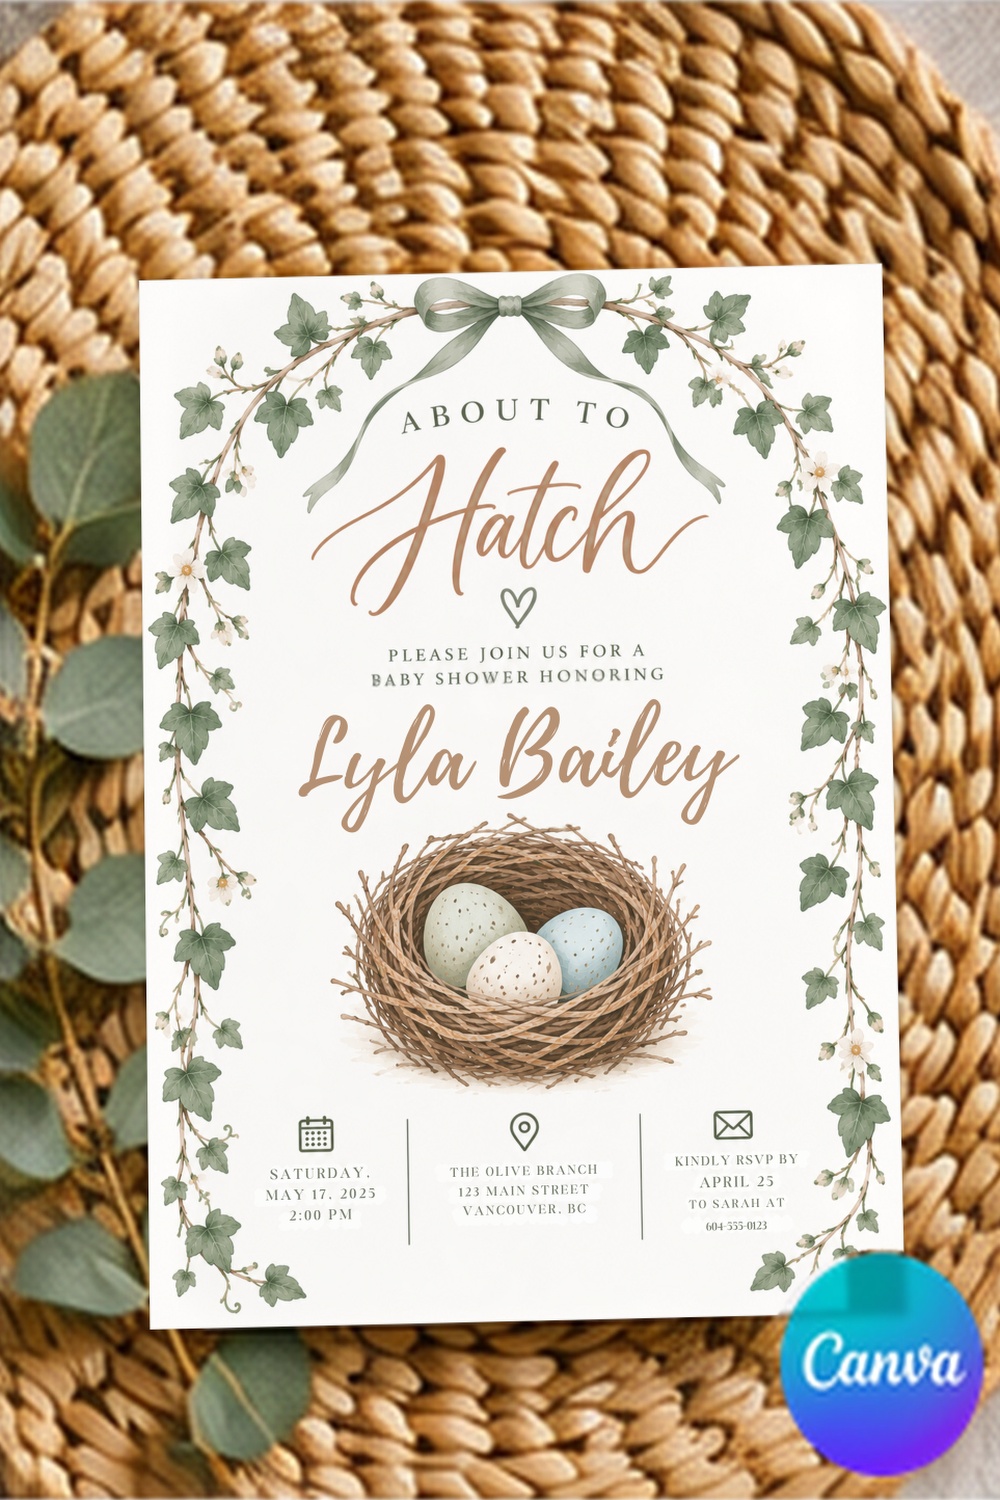 ABOUT TO
Hatch
PLEASE JOIN US FOR A
BABY SHOWER HONORING
Lyla Bailey
SATURDAY,
MAY 17, 2025
2:00 PM
THE OLIVE BRANCH
123 MAIN STREET
VANCOUVER, BC
KINDLY RSVP BY
APRIL 25
TO SARAH AT
604-555-0123
Canva